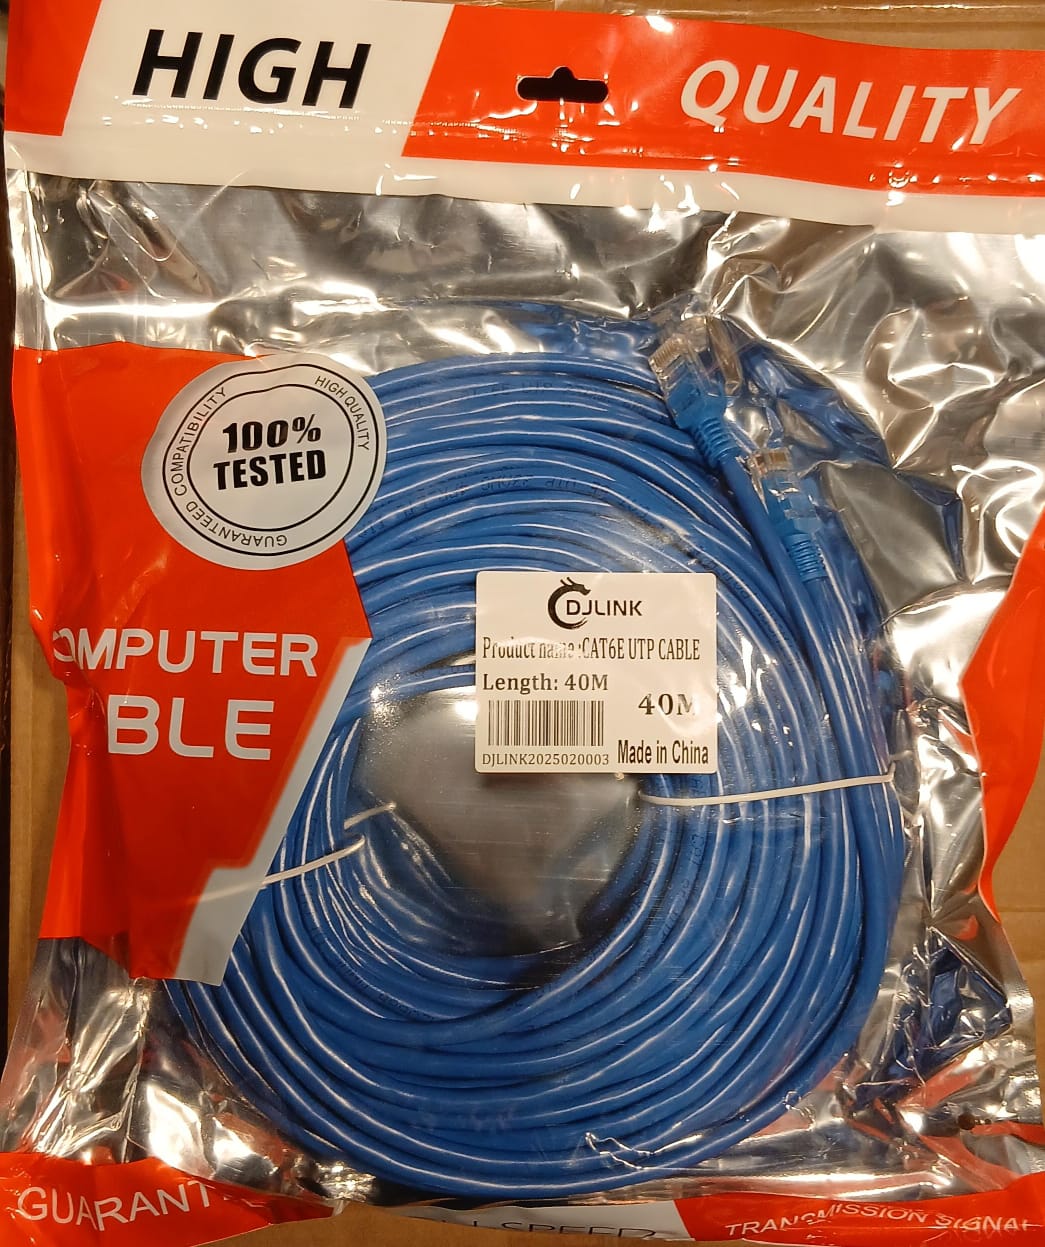 HIGH QUALITY
HIGH QUALITY
100%
TESTED
GUARANTEED COMPATIBILITY
DJLINK
Product name :CAT6E UTP CABLE
Length: 40M
40M
DJLINK2025020003 Made in China
OMPUTER
BLE
GUARANT
SPEED
TRANSMISSION SIGNAL